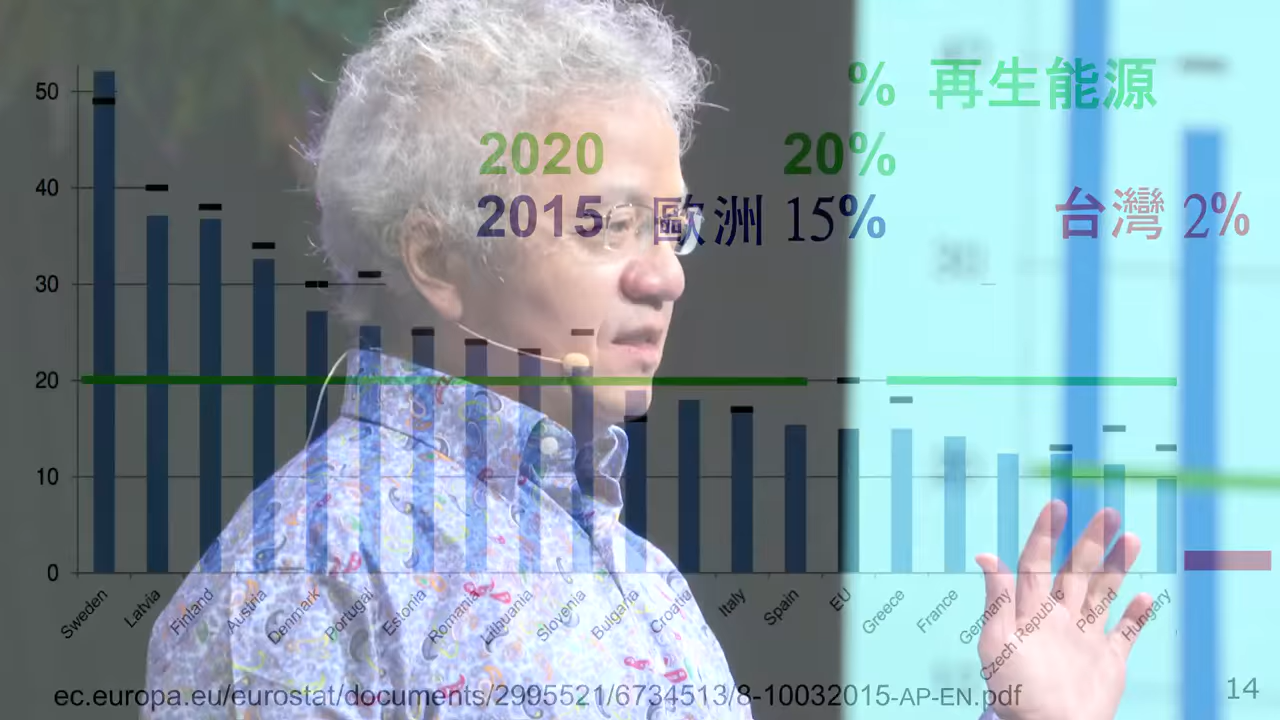 % 再生能源
50
2020 20%
40
2015 歐洲 15% 台灣 2%
30
20
10
0
Sweden Latvia Finland Austria Denmark Portugal Estonia Romania Lithuania Slovenia Bulgaria Croatia Italy Spain EU Greece France Germany Czech Republic Poland Hungary
ec.europa.eu/eurostat/documents/2995521/6734513/8-10032015-AP-EN.pdf
14